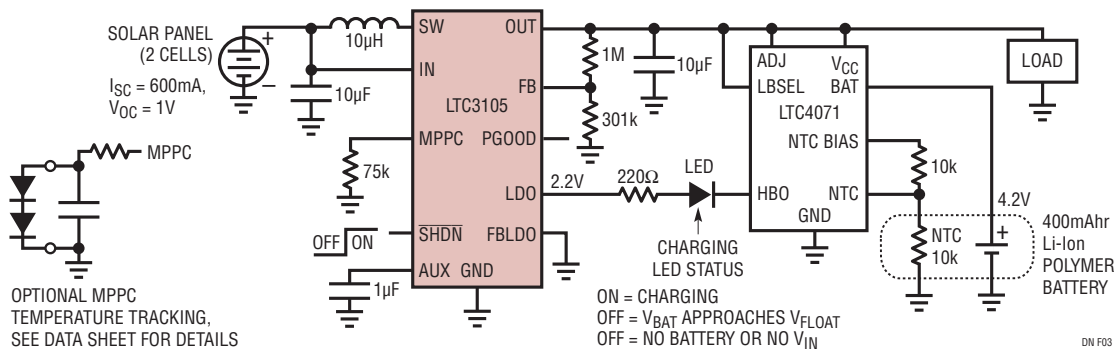 SOLAR PANEL
(2 CELLS)
I_SC = 600mA,
V_OC = 1V
+
–
10µH
10µF
SW
IN
LTC3105
MPPC
75k
OFF ON
SHDN
AUX GND
1µF
OUT
FB
PGOOD
LDO
FBLDO
1M
301k
10µF
2.2V
220Ω
LED
CHARGING
LED STATUS
ADJ
V_CC
LBSEL
BAT
LTC4071
NTC BIAS
HBO
NTC
GND
LOAD
10k
4.2V
NTC
10k
+
400mAhr
Li-Ion
POLYMER
BATTERY
MPPC
OPTIONAL MPPC
TEMPERATURE TRACKING,
SEE DATA SHEET FOR DETAILS
ON = CHARGING
OFF = V_BAT APPROACHES V_FLOAT
OFF = NO BATTERY OR NO V_IN
DN F03